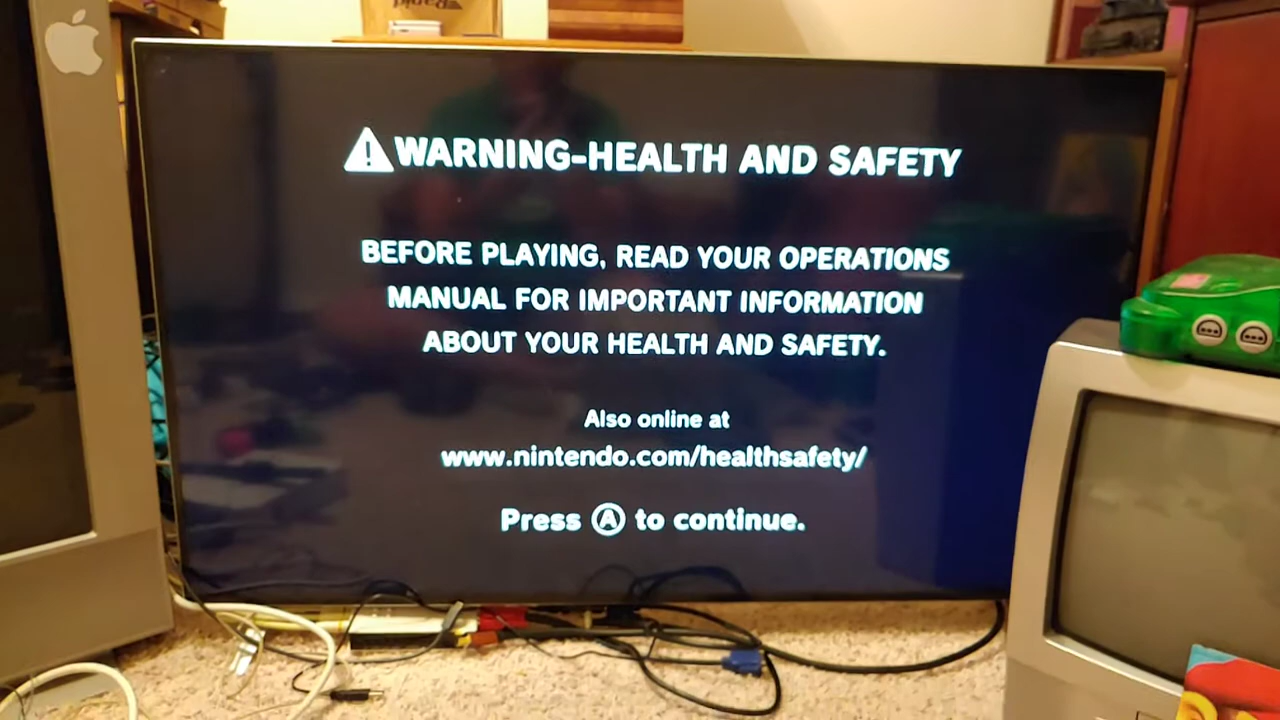 WARNING-HEALTH AND SAFETY
BEFORE PLAYING, READ YOUR OPERATIONS
MANUAL FOR IMPORTANT INFORMATION
ABOUT YOUR HEALTH AND SAFETY.
Also online at
www.nintendo.com/healthsafety/
Press Ⓐ to continue.